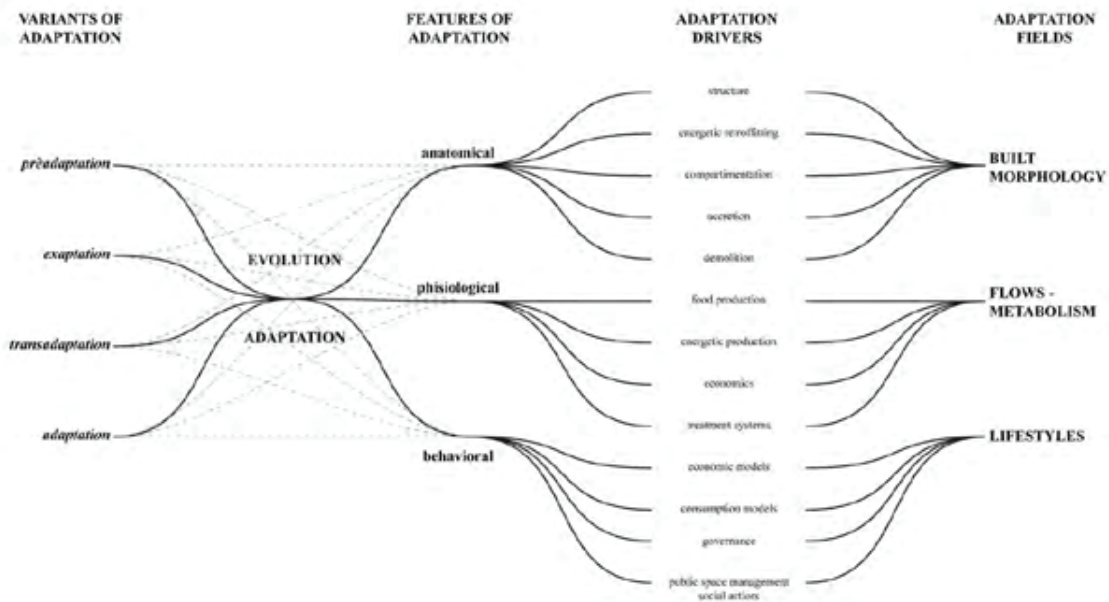 VARIANTS OF
ADAPTATION
FEATURES OF
ADAPTATION
ADAPTATION
DRIVERS
ADAPTATION
FIELDS
preadaptation
exaptation
transadaptation
adaptation
EVOLUTION
ADAPTATION
anatomical
phisiological
behavioral
structure
energetic retroffitting
compartimentation
accretion
demolition
food production
energetic production
economics
treatment systems
economic models
consumption models
governance
public space management
social actions
BUILT
MORPHOLOGY
FLOWS -
METABOLISM
LIFESTYLES